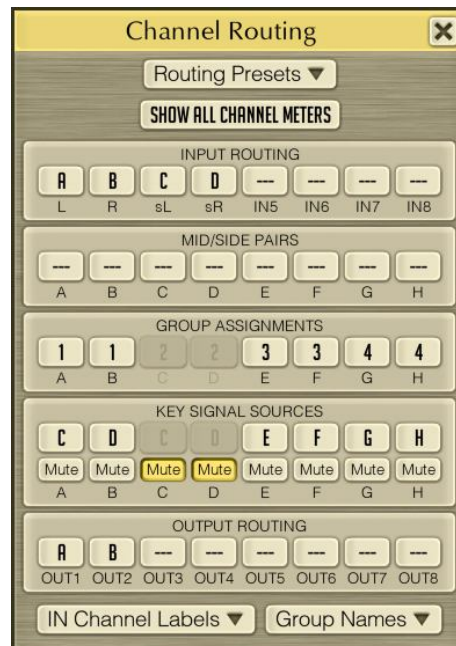 Channel Routing
Routing Presets ▼
SHOW ALL CHANNEL METERS
INPUT ROUTING
A B C D --- --- --- ---
L R sL sR IN5 IN6 IN7 IN8
MID/SIDE PAIRS
--- --- --- --- --- --- --- ---
A B C D E F G H
GROUP ASSIGNMENTS
1 1 2 2 3 3 4 4
A B C D E F G H
KEY SIGNAL SOURCES
C D C D E F G H
Mute Mute Mute Mute Mute Mute Mute Mute
A B C D E F G H
OUTPUT ROUTING
A B --- --- --- --- --- ---
OUT1 OUT2 OUT3 OUT4 OUT5 OUT6 OUT7 OUT8
IN Channel Labels ▼ Group Names ▼